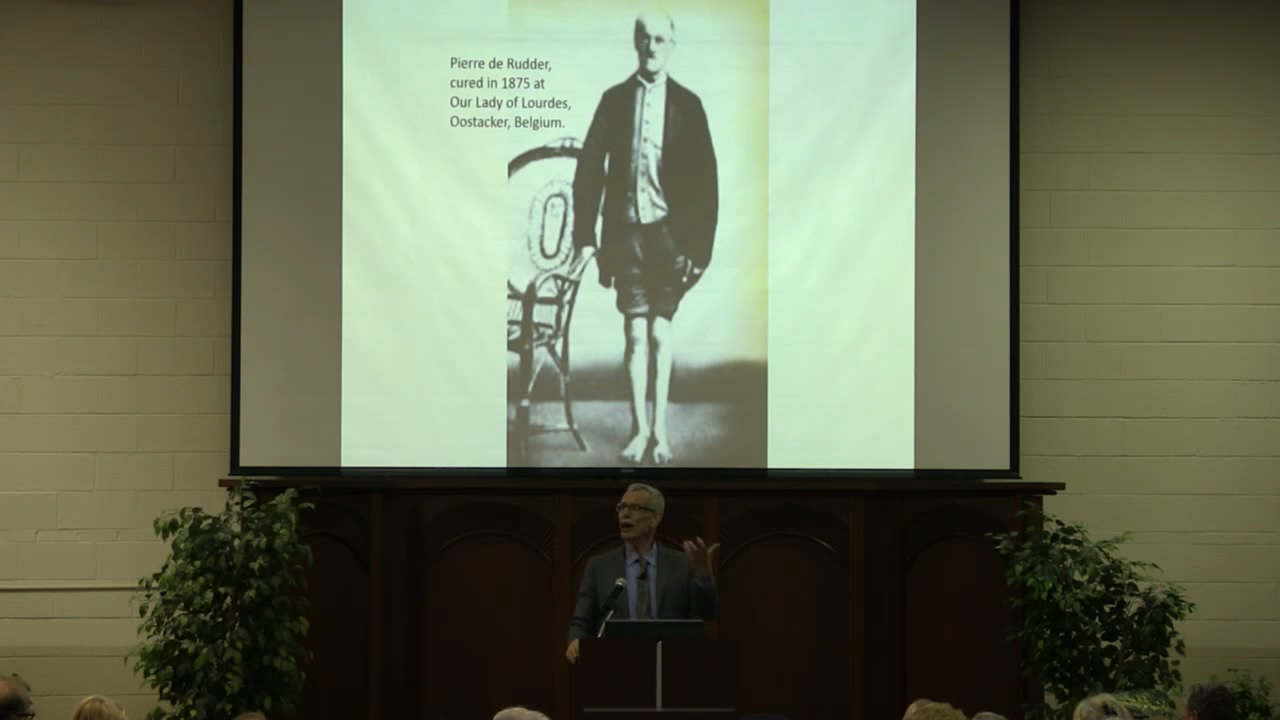 Pierre de Rudder,
cured in 1875 at
Our Lady of Lourdes,
Oostacker, Belgium.